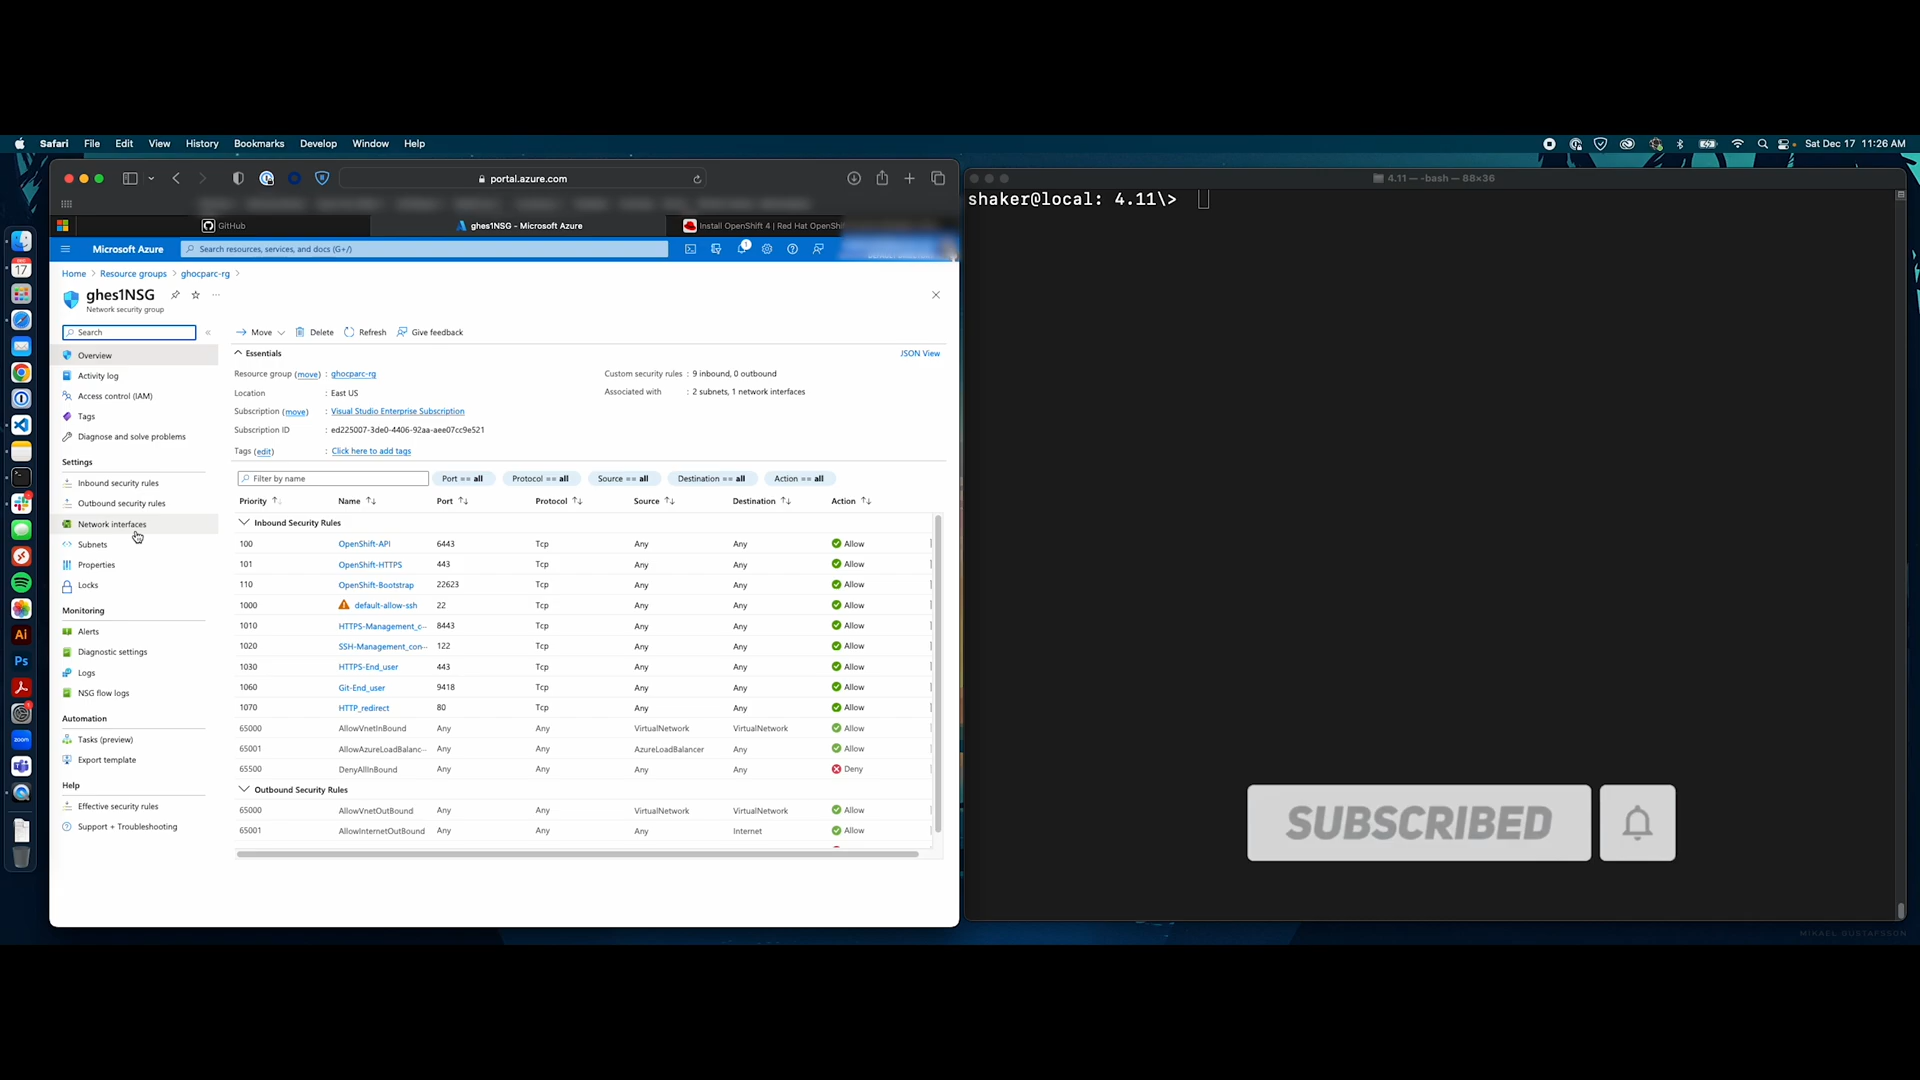 Safari File Edit View History Bookmarks Develop Window Help
Sat Dec 17 11:26 AM
portal.azure.com
GitHub
ghes1NSG - Microsoft Azure
Install OpenShift 4 | Red Hat OpenShi
4.11 — -bash — 88×36
shaker@local: 4.11\>
Microsoft Azure
Search resources, services, and docs (G+/)
1
Home > Resource groups > ghocparc-rg >
ghes1NSG
Network security group
Search
Overview
Activity log
Access control (IAM)
Tags
Diagnose and solve problems
Settings
Inbound security rules
Outbound security rules
Network interfaces
Subnets
Properties
Locks
Monitoring
Alerts
Diagnostic settings
Logs
NSG flow logs
Automation
Tasks (preview)
Export template
Help
Effective security rules
Support + Troubleshooting
Move Delete Refresh Give feedback
Essentials
JSON View
Resource group (move) : ghocparc-rg
Location : East US
Subscription (move) : Visual Studio Enterprise Subscription
Subscription ID : ed225007-3de0-4406-92aa-aee07cc9e521
Tags (edit) : Click here to add tags
Custom security rules : 9 inbound, 0 outbound
Associated with : 2 subnets, 1 network interfaces
Filter by name
Port == all Protocol == all Source == all Destination == all Action == all
Priority Name Port Protocol Source Destination Action
Inbound Security Rules
100 OpenShift-API 6443 Tcp Any Any Allow
101 OpenShift-HTTPS 443 Tcp Any Any Allow
110 OpenShift-Bootstrap 22623 Tcp Any Any Allow
1000 default-allow-ssh 22 Tcp Any Any Allow
1010 HTTPS-Management_c... 8443 Tcp Any Any Allow
1020 SSH-Management_con... 122 Tcp Any Any Allow
1030 HTTPS-End_user 443 Tcp Any Any Allow
1060 Git-End_user 9418 Tcp Any Any Allow
1070 HTTP_redirect 80 Tcp Any Any Allow
65000 AllowVnetInBound Any Any VirtualNetwork VirtualNetwork Allow
65001 AllowAzureLoadBalanc... Any Any AzureLoadBalancer Any Allow
65500 DenyAllInBound Any Any Any Any Deny
Outbound Security Rules
65000 AllowVnetOutBound Any Any VirtualNetwork VirtualNetwork Allow
65001 AllowInternetOutBound Any Any Any Internet Allow
17
Ai
Ps
zoom
SUBSCRIBED
MIKAEL GUSTAFSSON